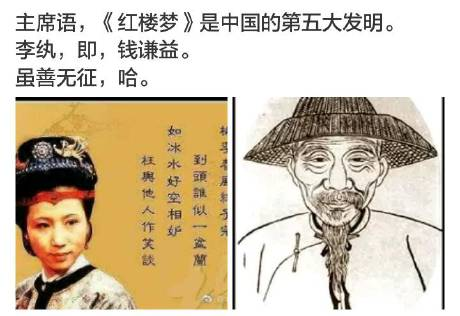 主席语，《红楼梦》是中国的第五大发明。
李纨，即，钱谦益。
虽善无征，哈。
到頭誰似一盆蘭
如冰水好空相妒
枉與他人作笑談